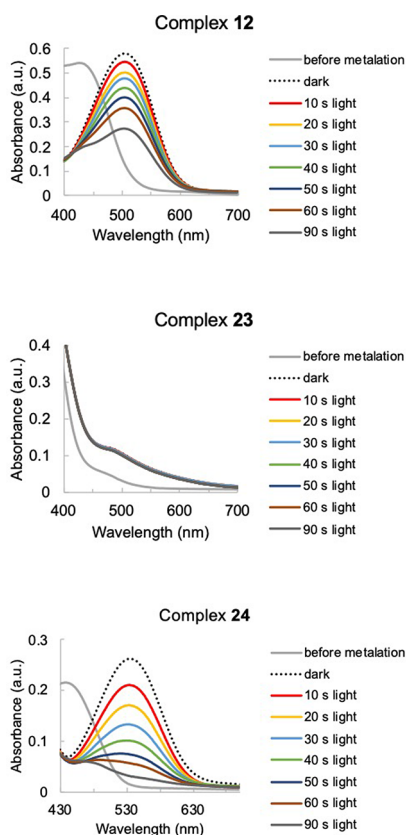 Complex 12
Absorbance (a.u.)
0.6
0.5
0.4
0.3
0.2
0.1
0
400
500
600
700
Wavelength (nm)
before metalation
dark
10 s light
20 s light
30 s light
40 s light
50 s light
60 s light
90 s light
Complex 23
Absorbance (a.u.)
0.4
0.3
0.2
0.1
0
400
500
600
700
Wavelength (nm)
before metalation
dark
10 s light
20 s light
30 s light
40 s light
50 s light
60 s light
90 s light
Complex 24
Absorbance (a.u.)
0.3
0.2
0.1
0
430
530
630
Wavelength (nm)
before metalation
dark
10 s light
20 s light
30 s light
40 s light
50 s light
60 s light
90 s light